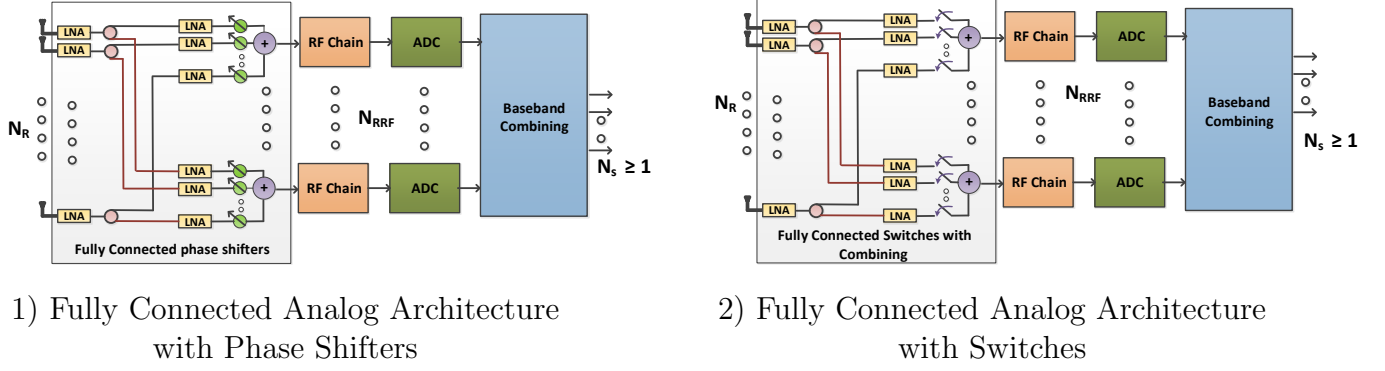 LNA
LNA
LNA
LNA
LNA
+
RF Chain
ADC
N_R
N_RRF
Baseband
Combining
N_s ≥ 1
LNA
LNA
LNA
LNA
+
RF Chain
ADC
Fully Connected phase shifters
1) Fully Connected Analog Architecture
with Phase Shifters
LNA
LNA
LNA
LNA
LNA
+
RF Chain
ADC
N_R
N_RRF
Baseband
Combining
N_s ≥ 1
LNA
LNA
LNA
LNA
+
RF Chain
ADC
Fully Connected Switches with
Combining
2) Fully Connected Analog Architecture
with Switches